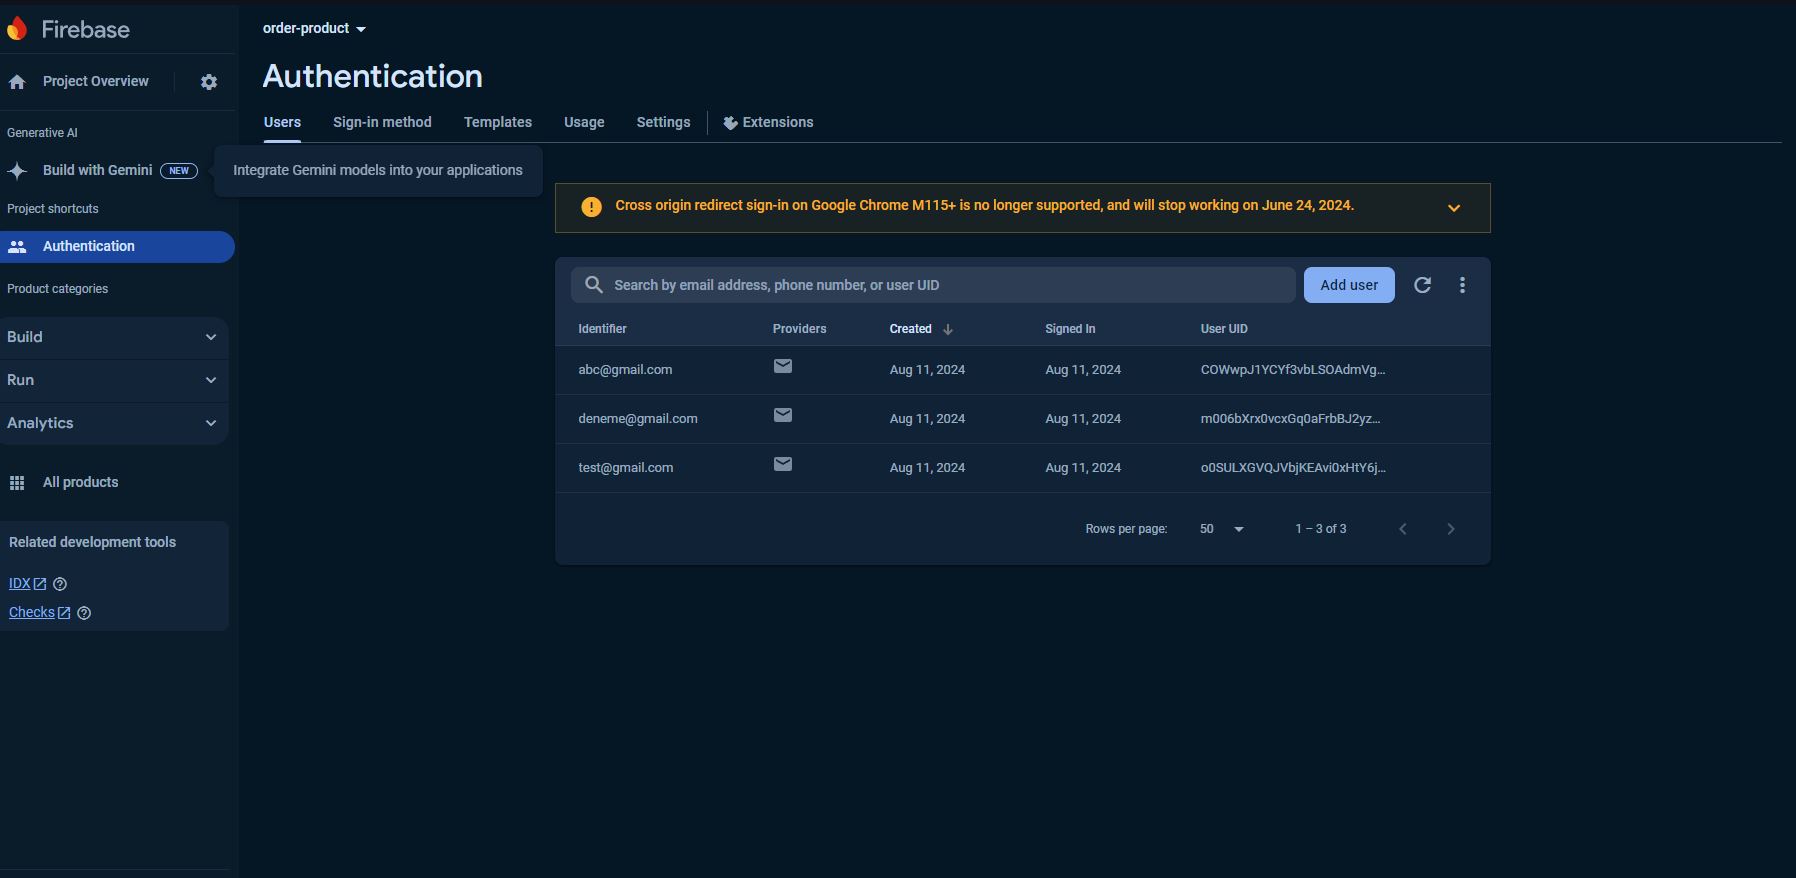 Firebase
Project Overview
Generative AI
Build with Gemini NEW
Project shortcuts
Authentication
Product categories
Build
Run
Analytics
All products
Related development tools
IDX
Checks
order-product
Authentication
Users Sign-in method Templates Usage Settings Extensions
Integrate Gemini models into your applications
Cross origin redirect sign-in on Google Chrome M115+ is no longer supported, and will stop working on June 24, 2024.
Search by email address, phone number, or user UID Add user
Identifier Providers Created Signed In User UID
abc@gmail.com Aug 11, 2024 Aug 11, 2024 COWwpJ1YCYf3vbLSOAdmVg...
deneme@gmail.com Aug 11, 2024 Aug 11, 2024 m006bXrx0vcxGq0aFrbBJ2yz...
test@gmail.com Aug 11, 2024 Aug 11, 2024 o0SULXGVQJVbjKEAvi0xHtY6j...
Rows per page: 50 1 – 3 of 3